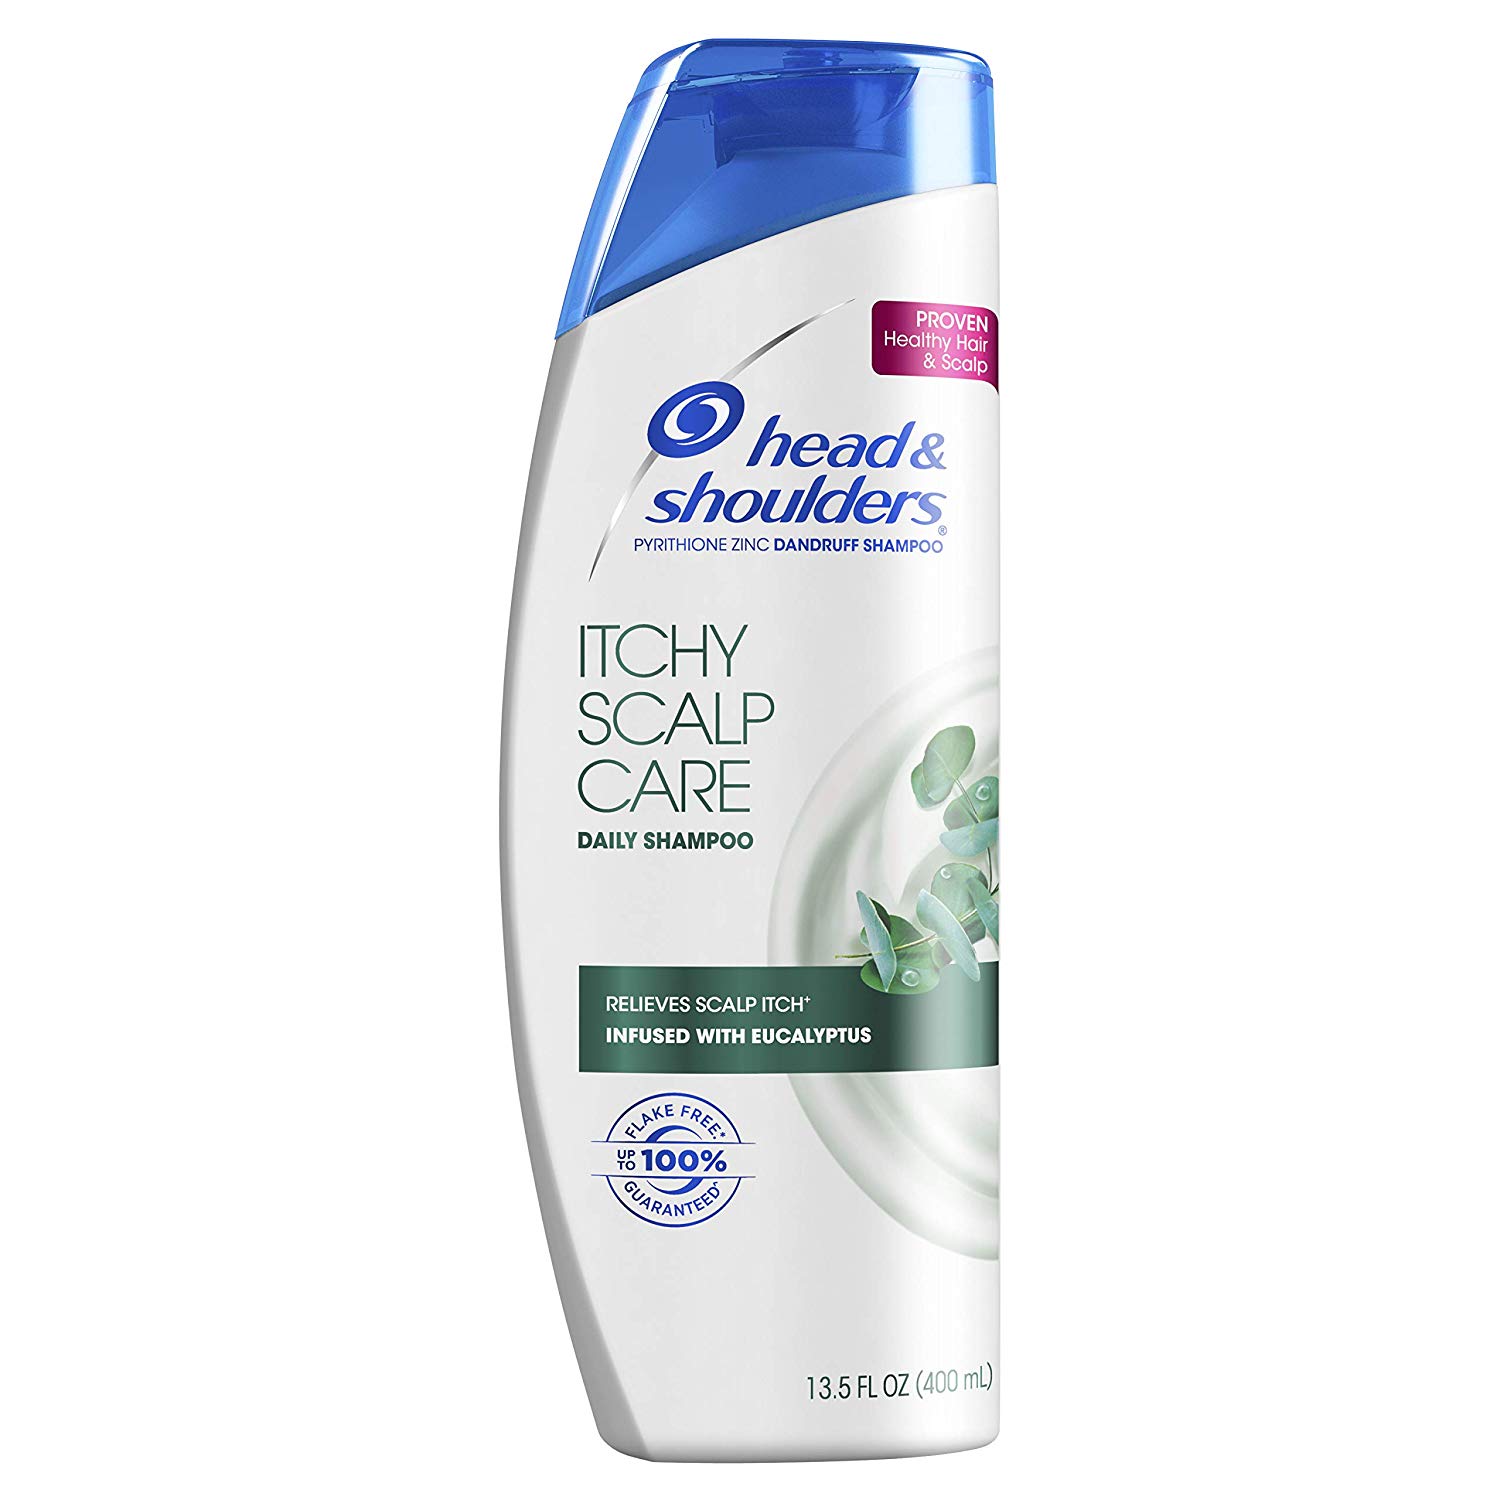 PROVEN
Healthy Hair
& Scalp
head &
shoulders®
PYRITHIONE ZINC DANDRUFF SHAMPOO
ITCHY
SCALP
CARE
DAILY SHAMPOO
RELIEVES SCALP ITCH+
INFUSED WITH EUCALYPTUS
FLAKE FREE.*
UP TO 100%
GUARANTEED^
13.5 FL OZ (400 mL)